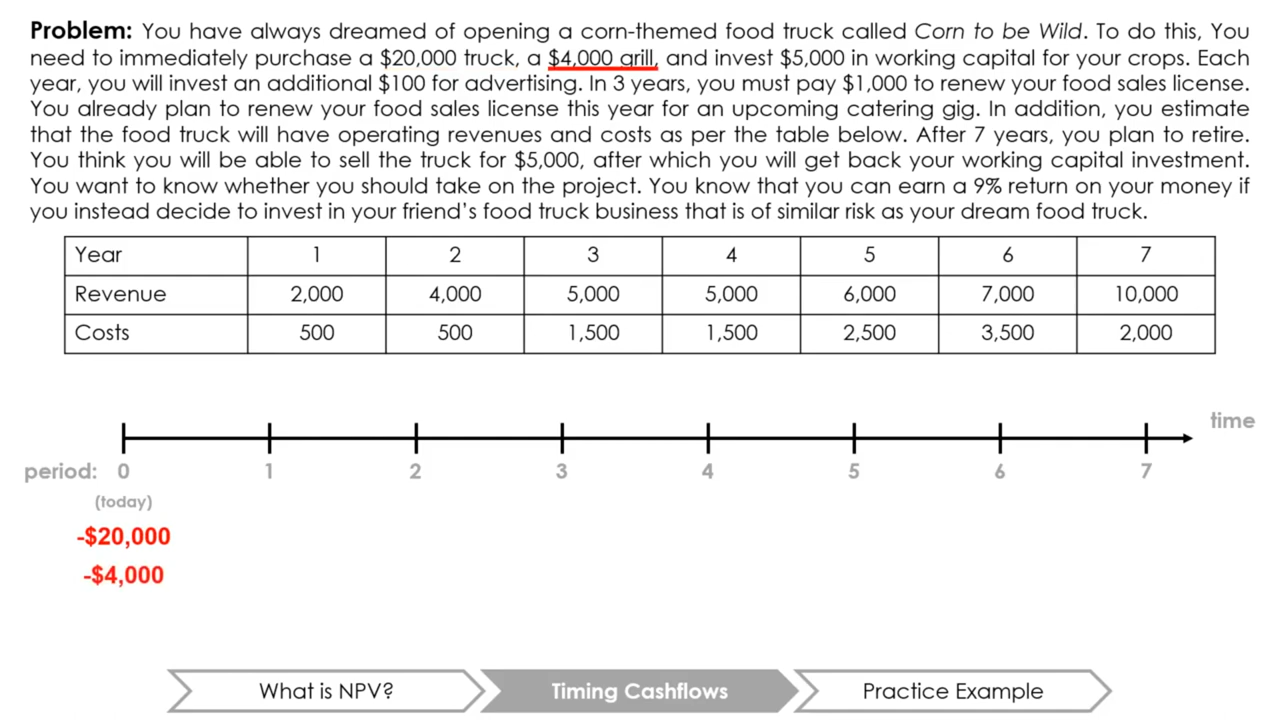 Problem: You have always dreamed of opening a corn-themed food truck called Corn to be Wild. To do this, You
need to immediately purchase a $20,000 truck, a $4,000 grill, and invest $5,000 in working capital for your crops. Each
year, you will invest an additional $100 for advertising. In 3 years, you must pay $1,000 to renew your food sales license.
You already plan to renew your food sales license this year for an upcoming catering gig. In addition, you estimate
that the food truck will have operating revenues and costs as per the table below. After 7 years, you plan to retire.
You think you will be able to sell the truck for $5,000, after which you will get back your working capital investment.
You want to know whether you should take on the project. You know that you can earn a 9% return on your money if
you instead decide to invest in your friend's food truck business that is of similar risk as your dream food truck.
Year 1 2 3 4 5 6 7
Revenue 2,000 4,000 5,000 5,000 6,000 7,000 10,000
Costs 500 500 1,500 1,500 2,500 3,500 2,000
time
period: 0 1 2 3 4 5 6 7
(today)
-$20,000
-$4,000
What is NPV? Timing Cashflows Practice Example